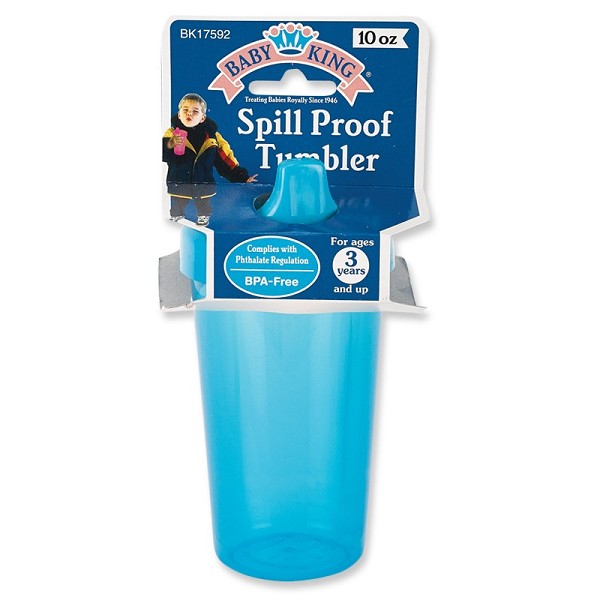 BK17592
10 oz
BABY KING®
Treating Babies Royally Since 1946
Spill Proof
Tumbler
Complies with
Phthalate Regulation
BPA-Free
For ages
3
years
and up